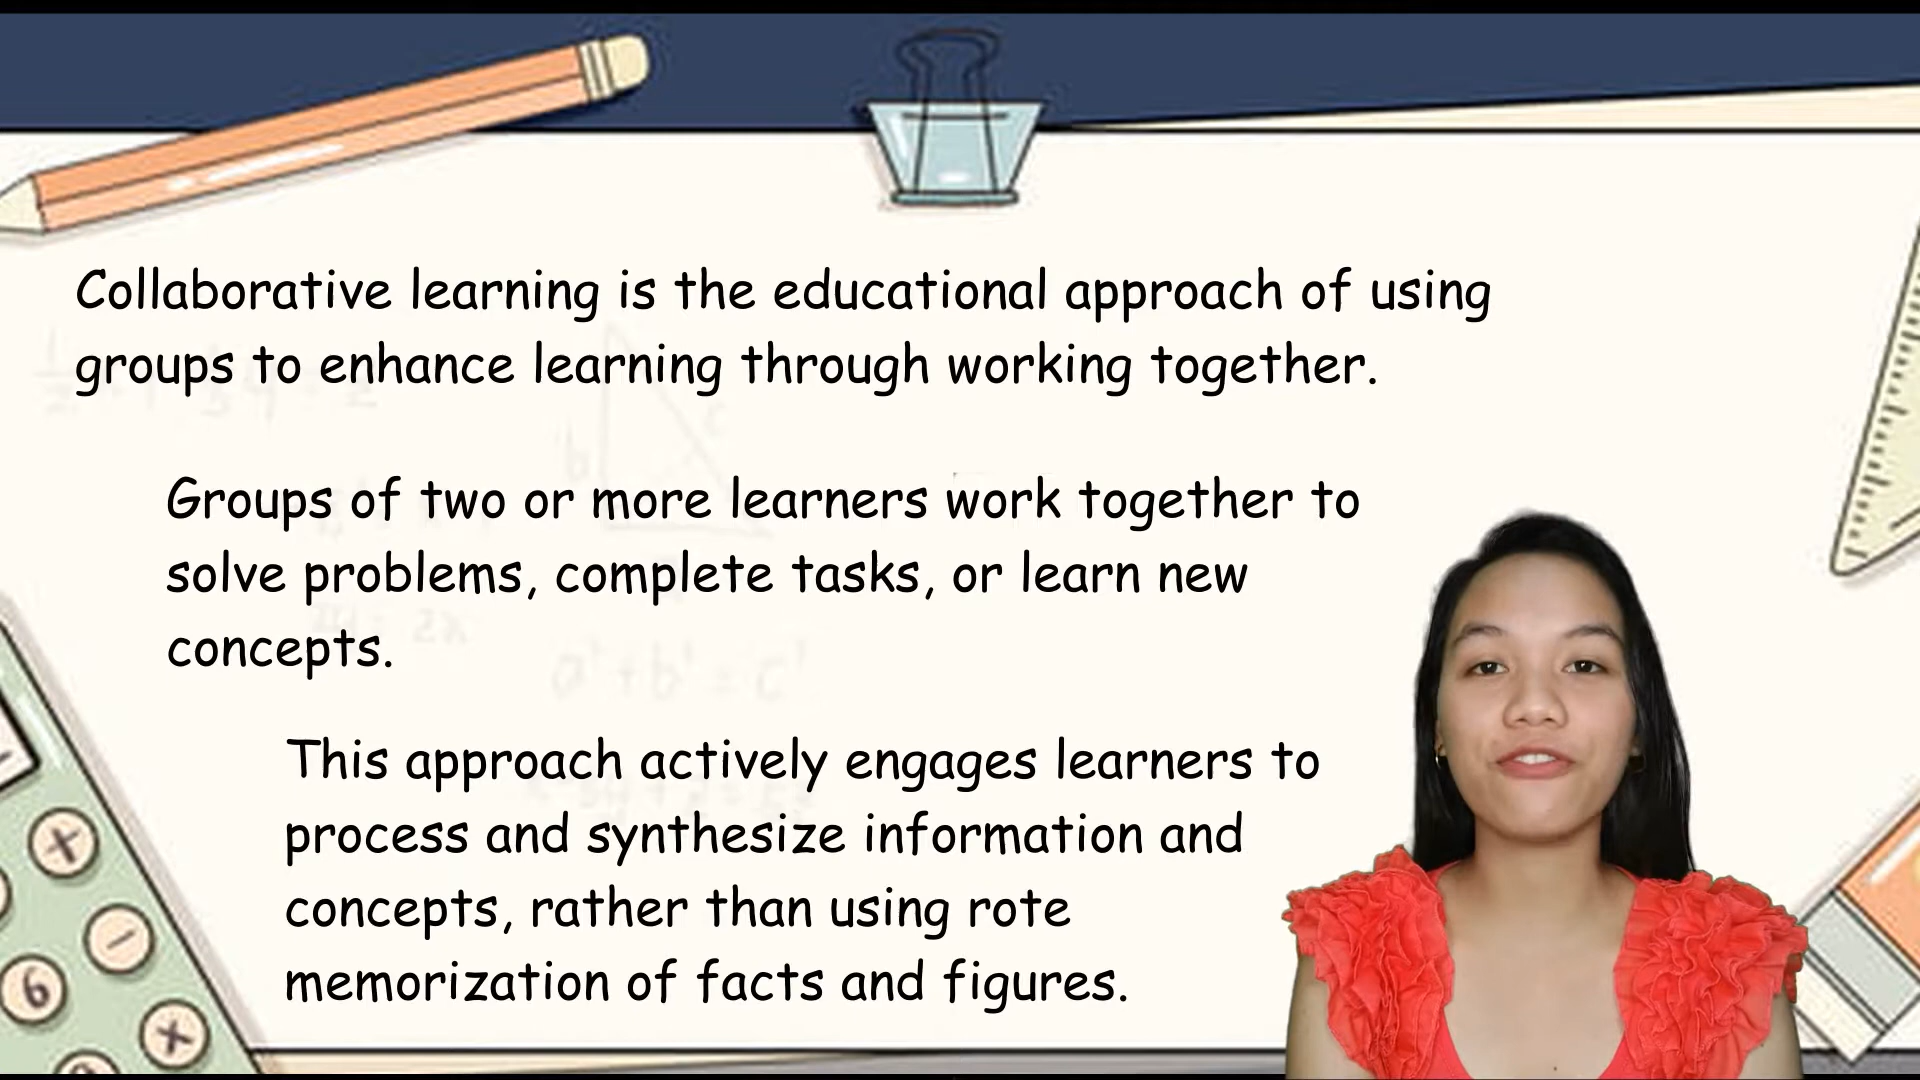 Collaborative learning is the educational approach of using
groups to enhance learning through working together.
Groups of two or more learners work together to
solve problems, complete tasks, or learn new
concepts.
This approach actively engages learners to
process and synthesize information and
concepts, rather than using rote
memorization of facts and figures.
+
−
6
×